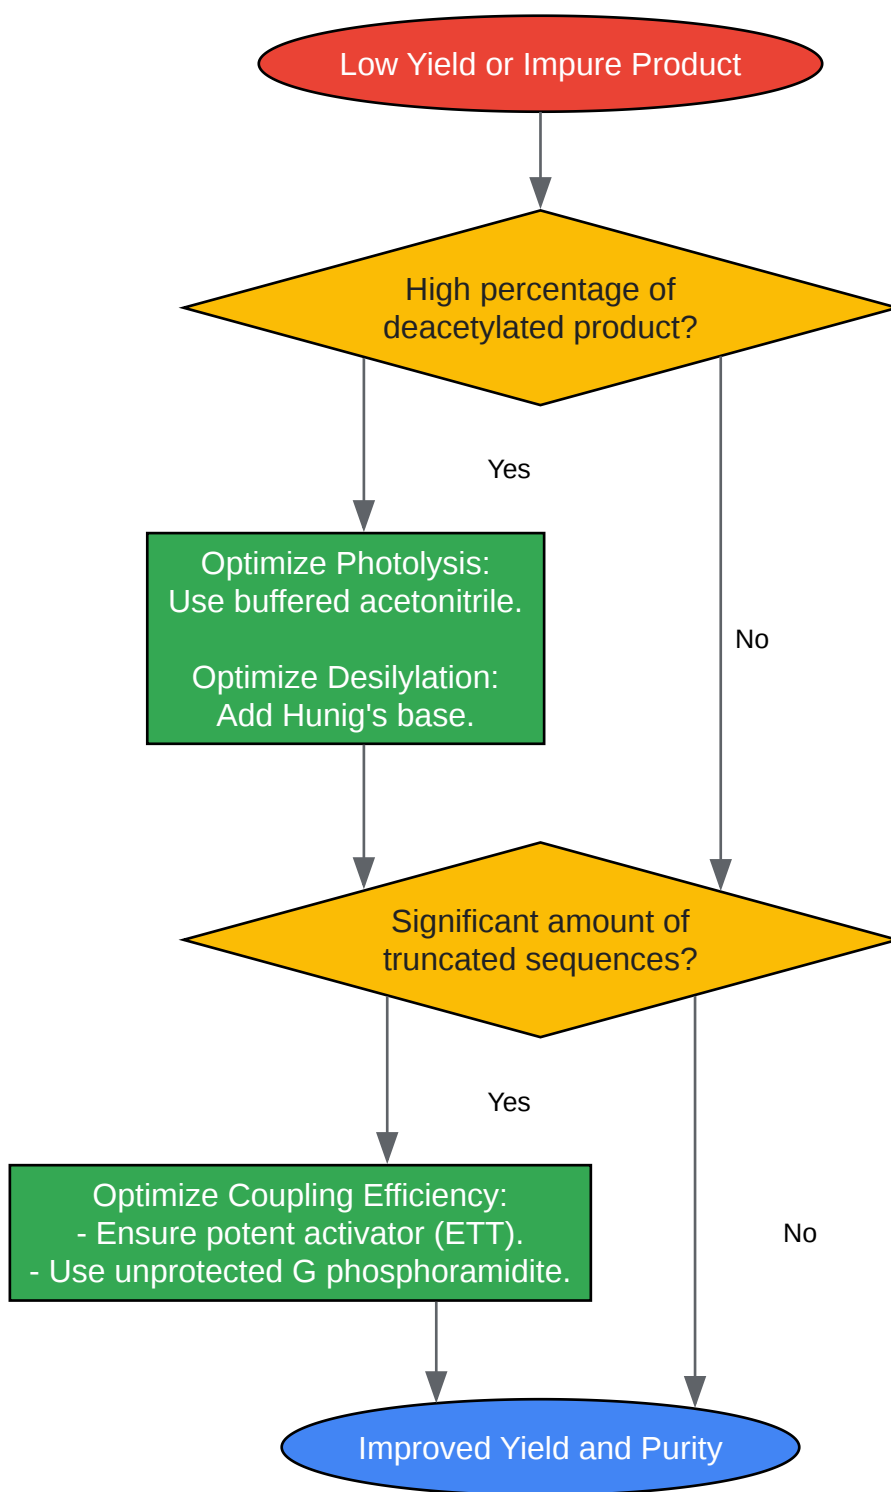 Low Yield or Impure Product
High percentage of
deacetylated product?
Yes
Optimize Photolysis:
Use buffered acetonitrile.
Optimize Desilylation:
Add Hunig's base.
No
Significant amount of
truncated sequences?
Yes
Optimize Coupling Efficiency:
- Ensure potent activator (ETT).
- Use unprotected G phosphoramidite.
No
Improved Yield and Purity